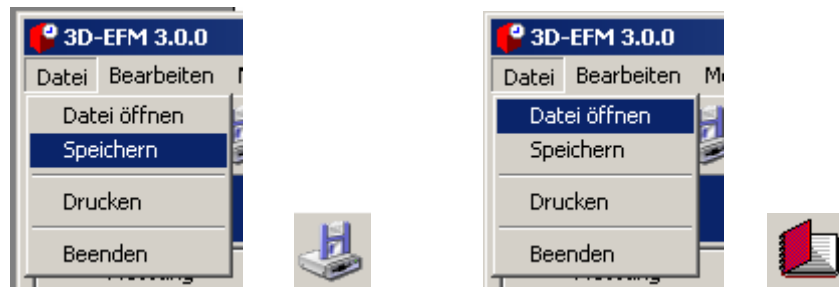 3D-EFM 3.0.0
Datei Bearbeiten
Datei öffnen
Speichern
Drucken
Beenden
3D-EFM 3.0.0
Datei Bearbeiten
Datei öffnen
Speichern
Drucken
Beenden